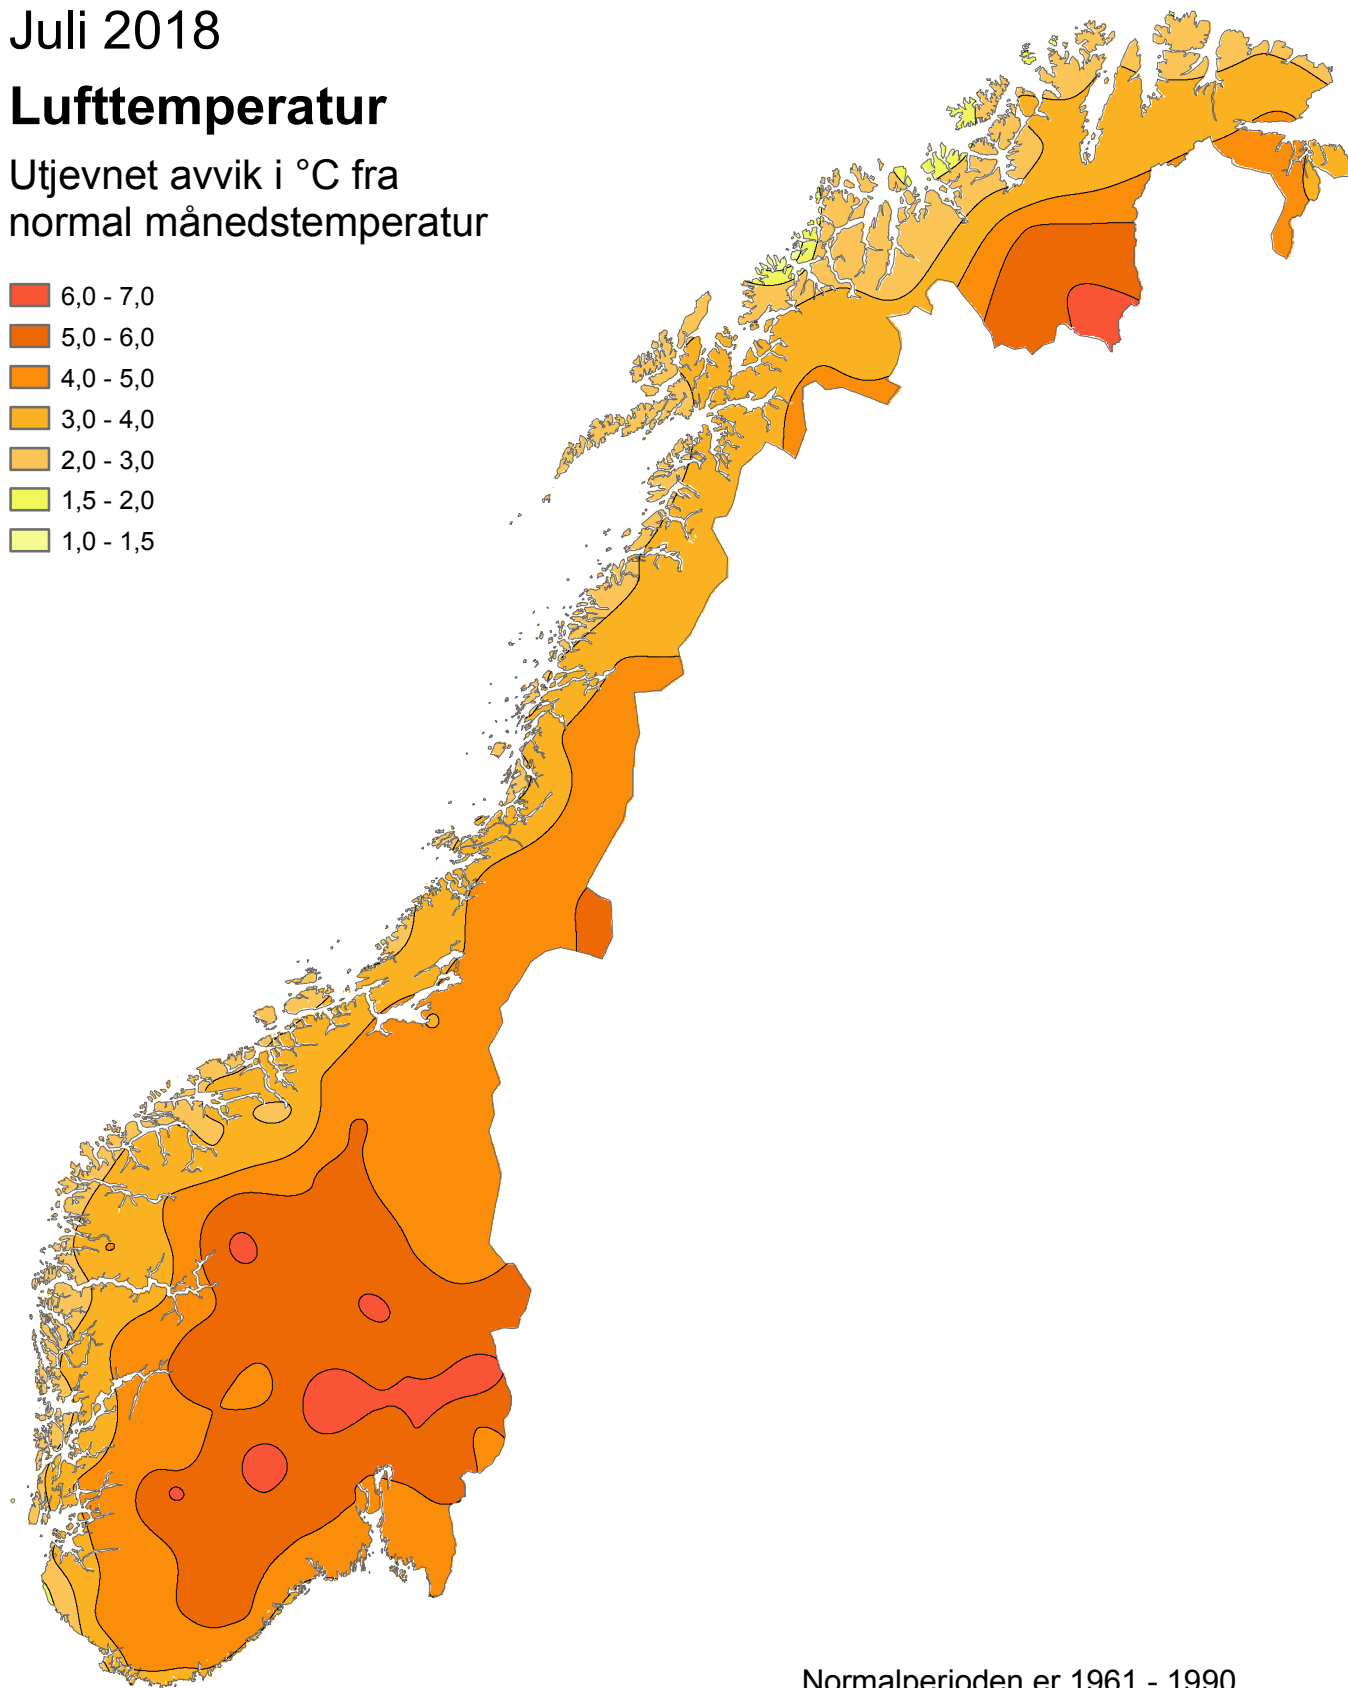 Juli 2018
Lufttemperatur
Utjevnet avvik i °C fra
normal månedstemperatur
6,0 - 7,0
5,0 - 6,0
4,0 - 5,0
3,0 - 4,0
2,0 - 3,0
1,5 - 2,0
1,0 - 1,5
Normalperioden er 1961 - 1990